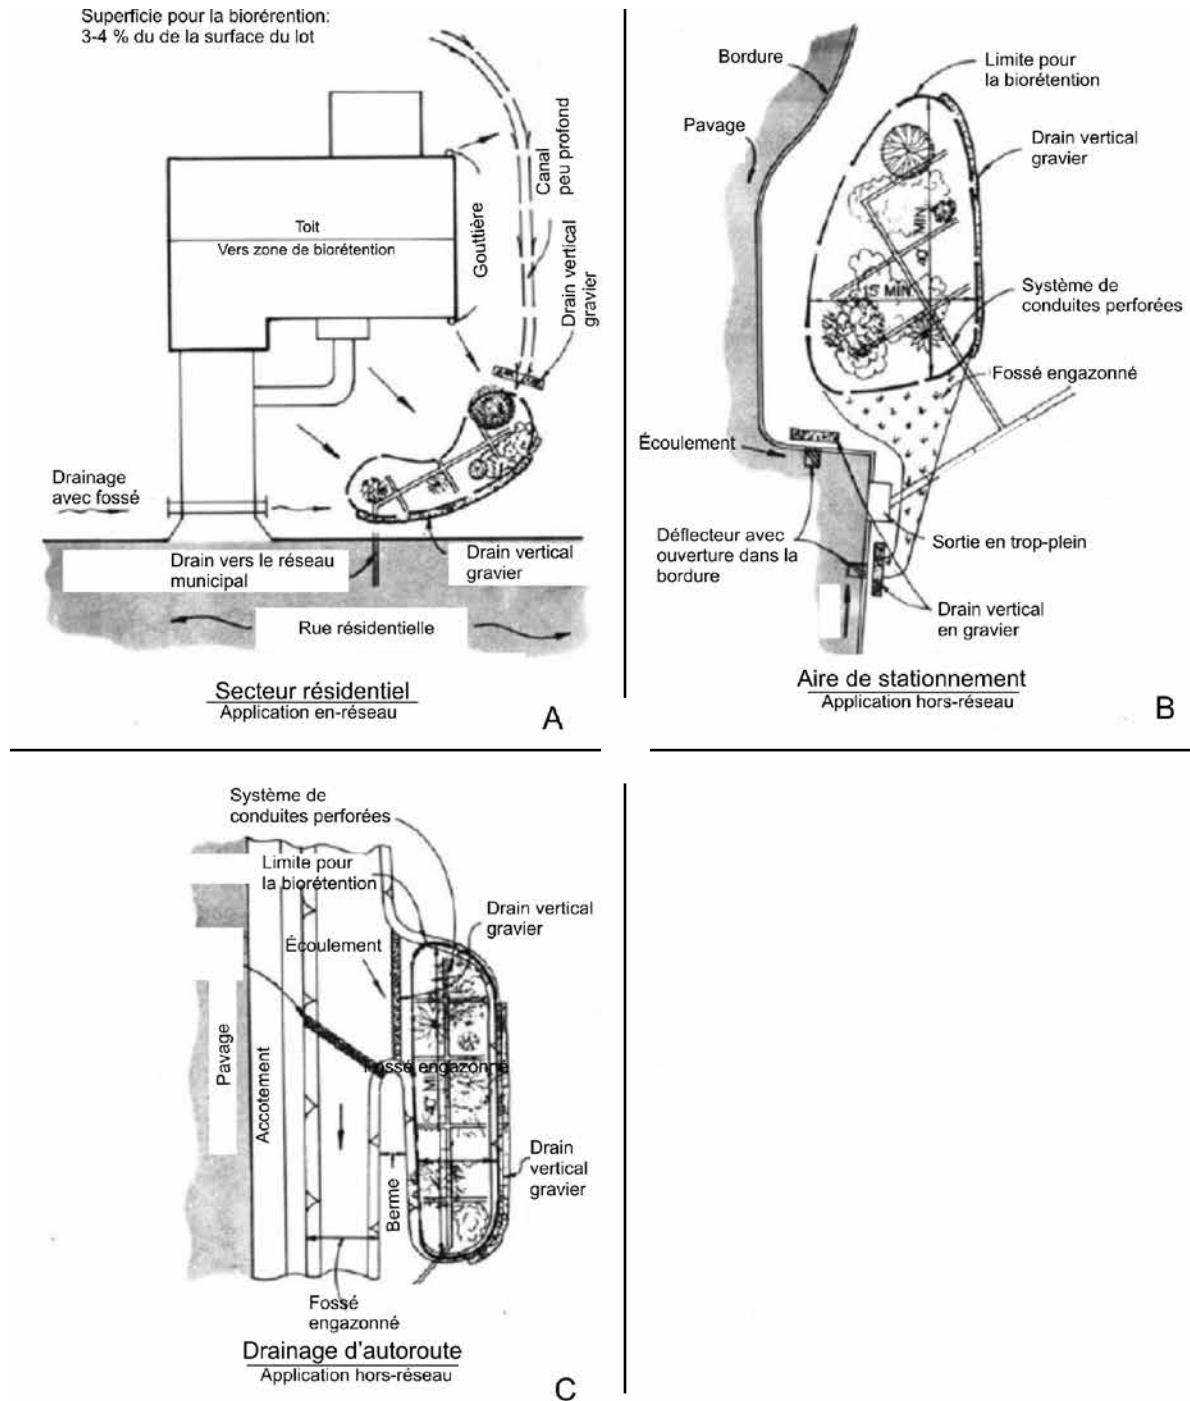 Superficie pour la biorérention:
3-4 % du de la surface du lot
Canal
peu profond
Toit
Vers zone de biorétention
Gouttière
Drain vertical
gravier
Drainage
avec fossé
Drain vers le réseau
municipal
Drain vertical
gravier
Rue résidentielle
Secteur résidentiel
Application en-réseau
A
Bordure
Limite pour
la biorétention
Pavage
Drain vertical
gravier
MIN
15' MIN
Système de
conduites perforées
Fossé engazonné
Écoulement
Déflecteur avec
ouverture dans la
bordure
Sortie en trop-plein
Drain vertical
en gravier
Aire de stationnement
Application hors-réseau
B
Système de
conduites perforées
Limite pour
la biorétention
Drain vertical
gravier
Écoulement
Pavage
Accotement
Fossé engazonné
Berme
Drain
vertical
gravier
Fossé
engazonné
Drainage d'autoroute
Application hors-réseau
C